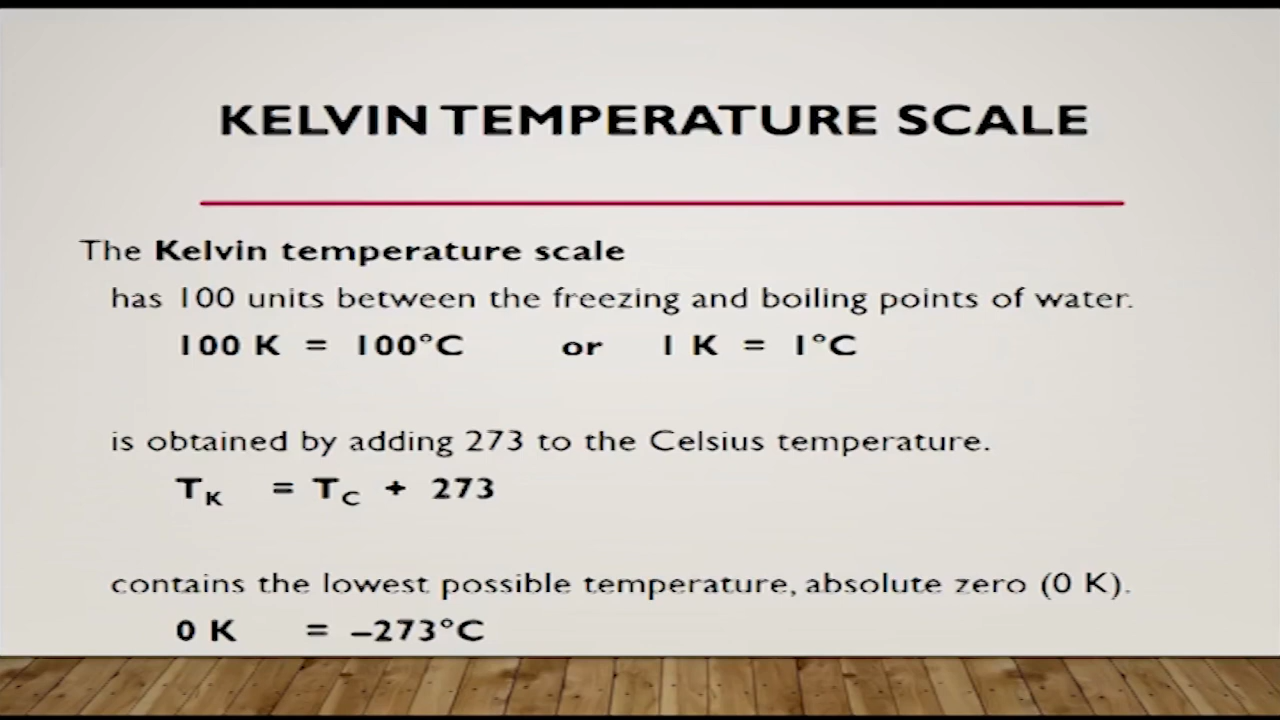 KELVIN TEMPERATURE SCALE
The Kelvin temperature scale
has 100 units between the freezing and boiling points of water.
100 K = 100°C or 1 K = 1°C
is obtained by adding 273 to the Celsius temperature.
T_K = T_C + 273
contains the lowest possible temperature, absolute zero (0 K).
0 K = –273°C